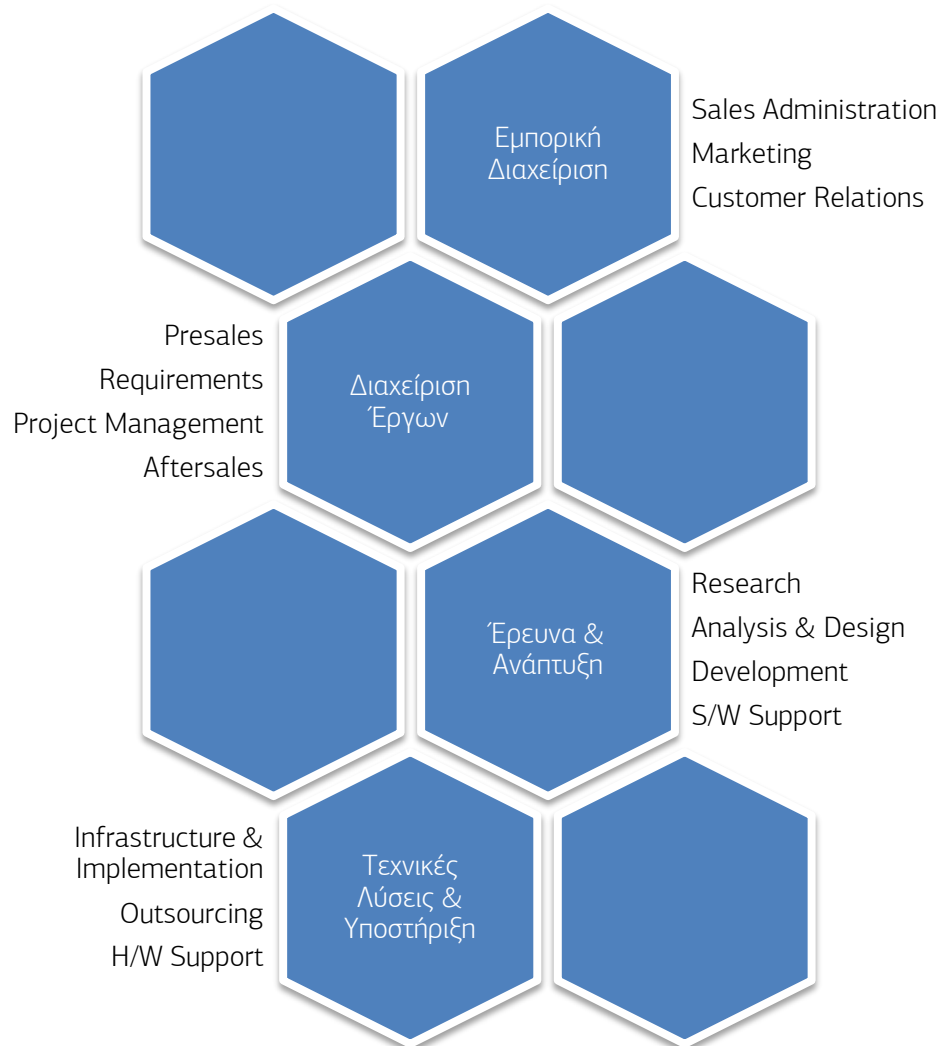 Εμπορική
Διαχείριση
Sales Administration
Marketing
Customer Relations
Presales
Requirements
Project Management
Aftersales
Διαχείριση
Έργων
Έρευνα &
Ανάπτυξη
Research
Analysis & Design
Development
S/W Support
Infrastructure &
Implementation
Outsourcing
H/W Support
Τεχνικές
Λύσεις &
Υποστήριξη